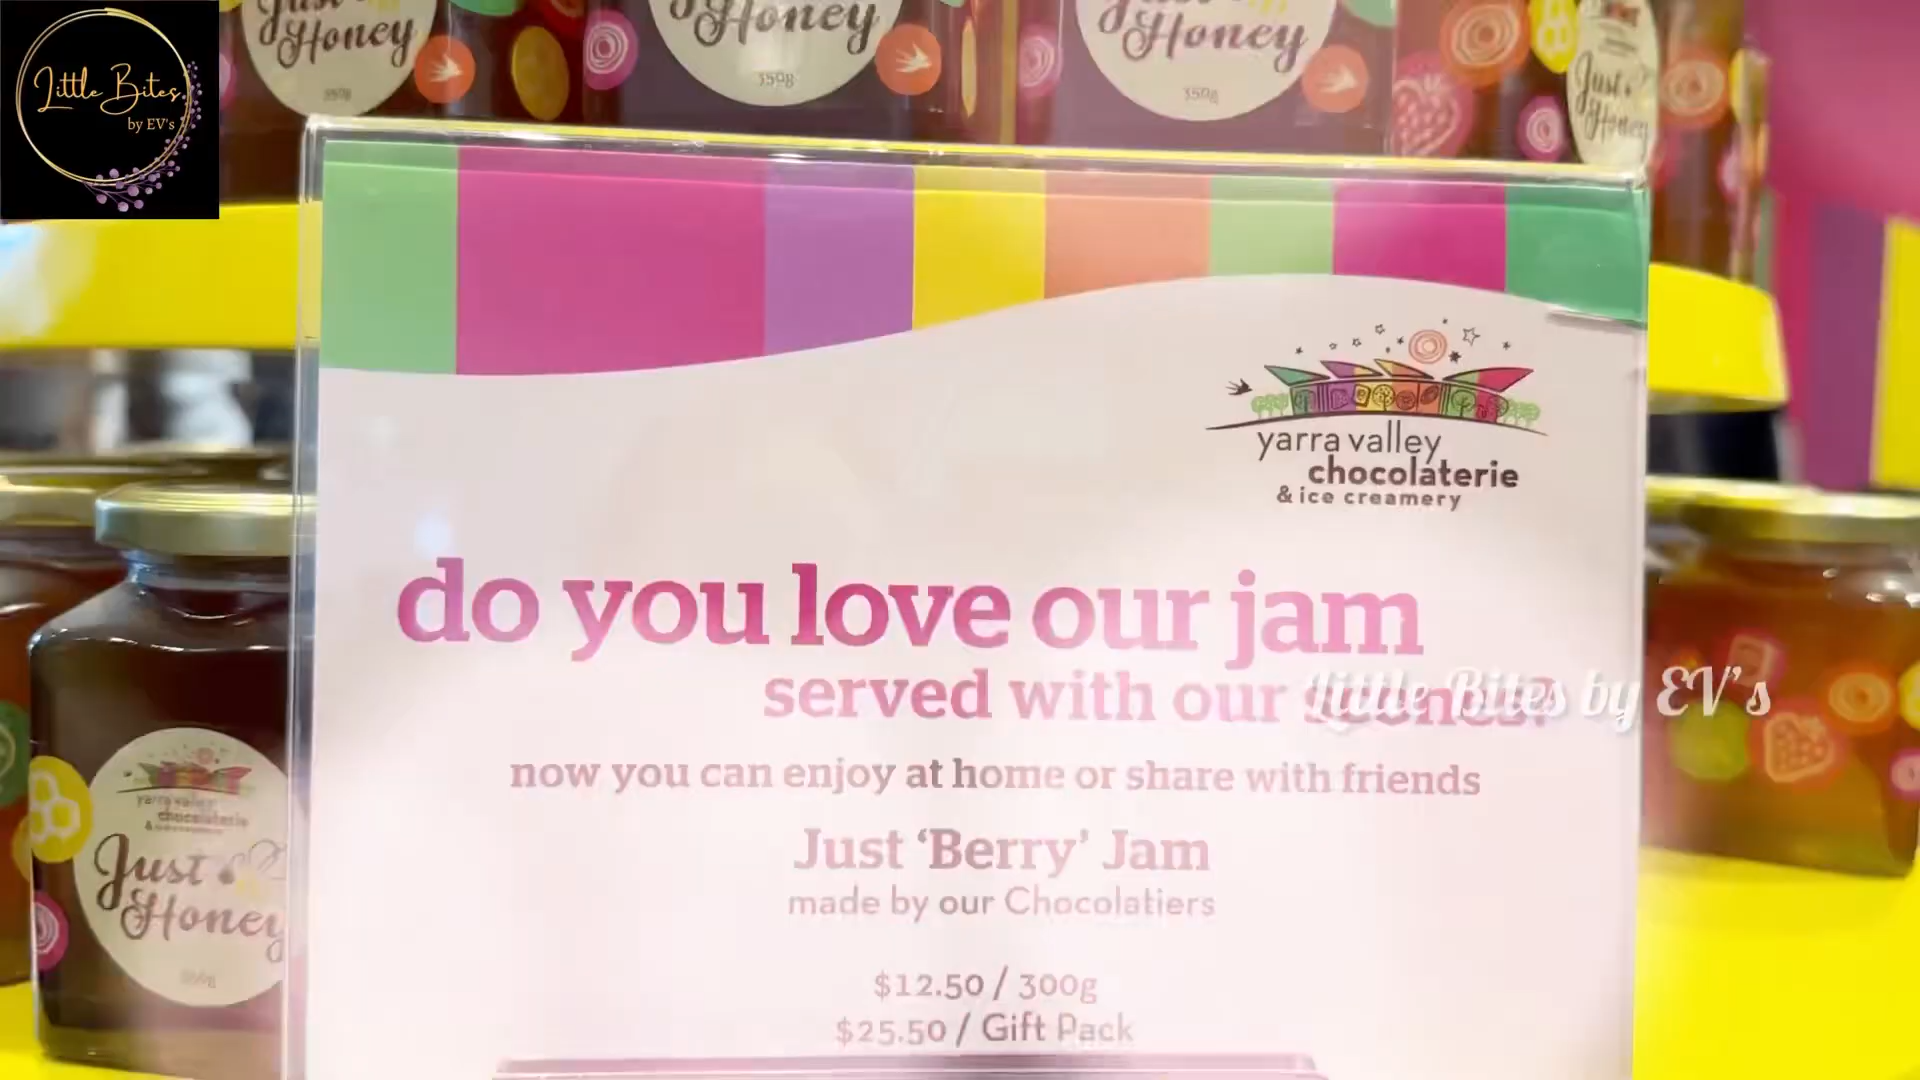 Little Bites
by EV's
Just
Honey
350g
Honey
350g
Honey
350g
Just
Honey
yarra valley
chocolaterie
& ice creamery
do you love our jam
served with our scones?
Little Bites by EV's
now you can enjoy at home or share with friends
Just ‘Berry’ Jam
made by our Chocolatiers
$12.50 / 300g
$25.50 / Gift Pack
yarra valley
chocolaterie
& ice creamery
Just
Honey